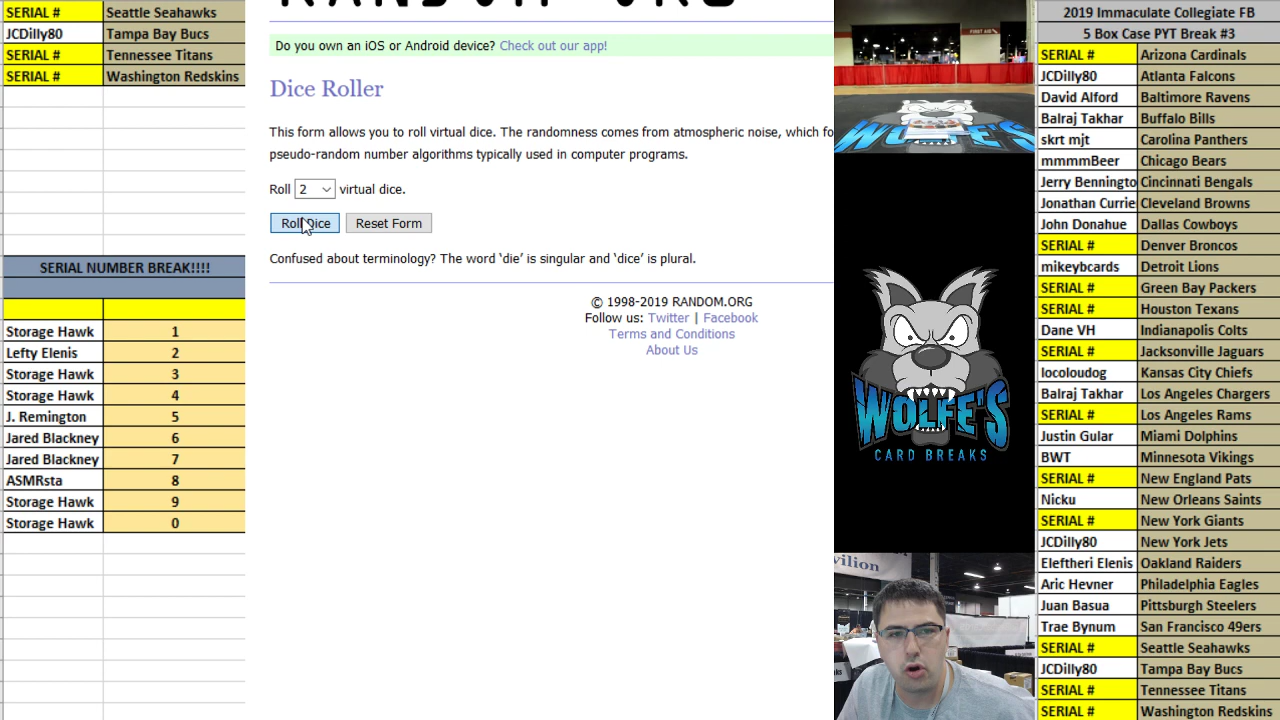 SERIAL # Seattle Seahawks
JCDilly80 Tampa Bay Bucs
SERIAL # Tennessee Titans
SERIAL # Washington Redskins
SERIAL NUMBER BREAK!!!!
Storage Hawk 1
Lefty Elenis 2
Storage Hawk 3
Storage Hawk 4
J. Remington 5
Jared Blackney 6
Jared Blackney 7
ASMRsta 8
Storage Hawk 9
Storage Hawk 0
RANDOM.ORG
Do you own an iOS or Android device? Check out our app!
Dice Roller
This form allows you to roll virtual dice. The randomness comes from atmospheric noise, which fo
pseudo-random number algorithms typically used in computer programs.
Roll 2 virtual dice.
Roll Dice Reset Form
Confused about terminology? The word ‘die’ is singular and ‘dice’ is plural.
© 1998-2019 RANDOM.ORG
Follow us: Twitter | Facebook
Terms and Conditions
About Us
FIRST AID
WOLFE'S
CARD BREAKS
vilion
2019 Immaculate Collegiate FB
5 Box Case PYT Break #3
SERIAL # Arizona Cardinals
JCDilly80 Atlanta Falcons
David Alford Baltimore Ravens
Balraj Takhar Buffalo Bills
skrt mjt Carolina Panthers
mmmmBeer Chicago Bears
Jerry Benningto Cincinnati Bengals
Jonathan Currie Cleveland Browns
John Donahue Dallas Cowboys
SERIAL # Denver Broncos
mikeybcards Detroit Lions
SERIAL # Green Bay Packers
SERIAL # Houston Texans
Dane VH Indianapolis Colts
SERIAL # Jacksonville Jaguars
locoloudog Kansas City Chiefs
Balraj Takhar Los Angeles Chargers
SERIAL # Los Angeles Rams
Justin Gular Miami Dolphins
BWT Minnesota Vikings
SERIAL # New England Pats
Nicku New Orleans Saints
SERIAL # New York Giants
JCDilly80 New York Jets
Eleftheri Elenis Oakland Raiders
Aric Hevner Philadelphia Eagles
Juan Basua Pittsburgh Steelers
Trae Bynum San Francisco 49ers
SERIAL # Seattle Seahawks
JCDilly80 Tampa Bay Bucs
SERIAL # Tennessee Titans
SERIAL # Washington Redskins